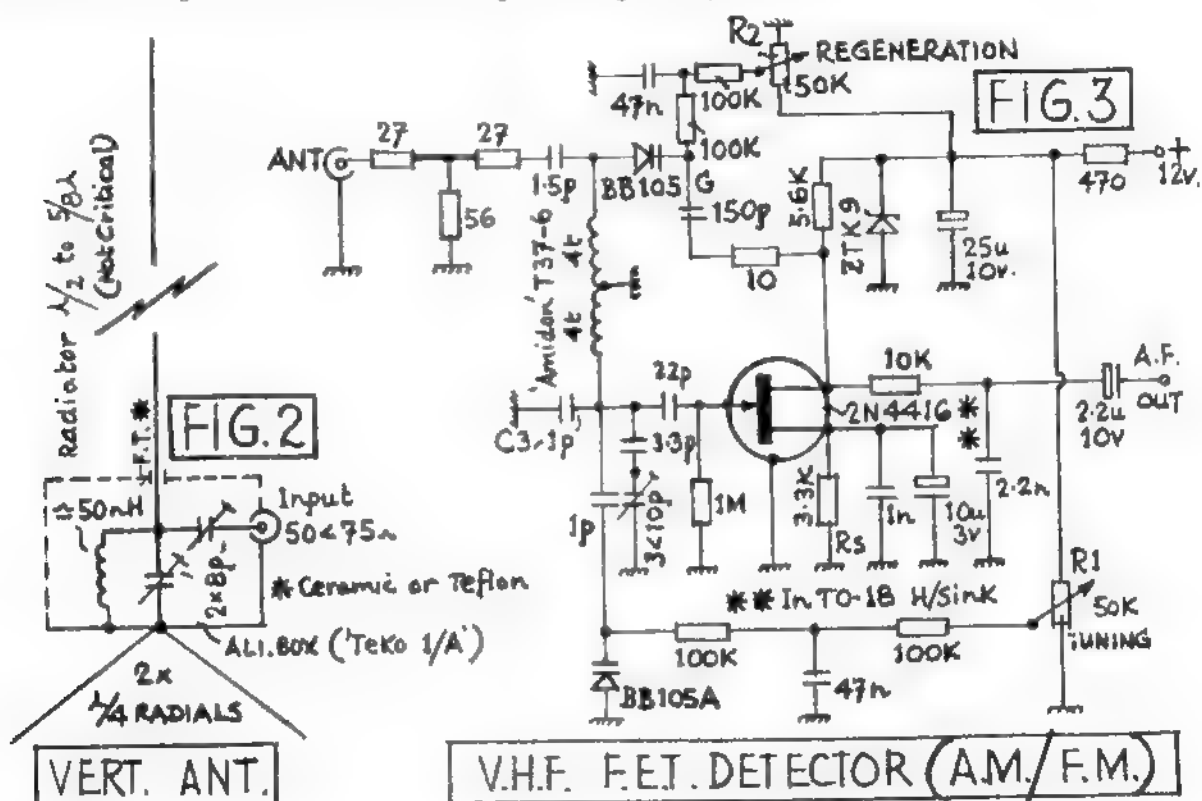 FIG.2
Radiator λ/2 to 5/8λ
(Not Critical)
F.T.*
≏50nH
Input
50<75Ω
2×8p
* Ceramic or Teflon
ALI.BOX ('TEKO 1/A')
2x
λ/4 RADIALS
VERT. ANT.
FIG.3
R2
REGENERATION
50K
47n
100K
100K
ANT
27
27
56
1.5p
BB105
G
150p
10
5.6K
ZTK9
25u
10v.
470
+
12v.
'Amidon' T37-6
4t
4t
C3.1p
22p
3.3p
3<10p
1p
1M
2N4416
10K
3.3K
Rs
1n
10u
3v
**
2.2n
2.2u
10v
A.F.
OUT
** In TO-18 H/Sink
R1
50K
TUNING
100K
100K
47n
BB105A
V.H.F. F.E.T. DETECTOR (A.M./F.M.)